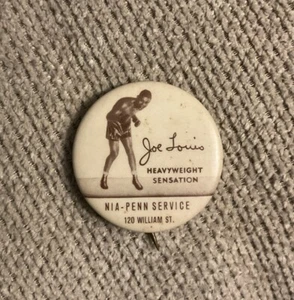 Joe Louis
HEAVYWEIGHT
SENSATION
NIA-PENN SERVICE
120 WILLIAM ST.